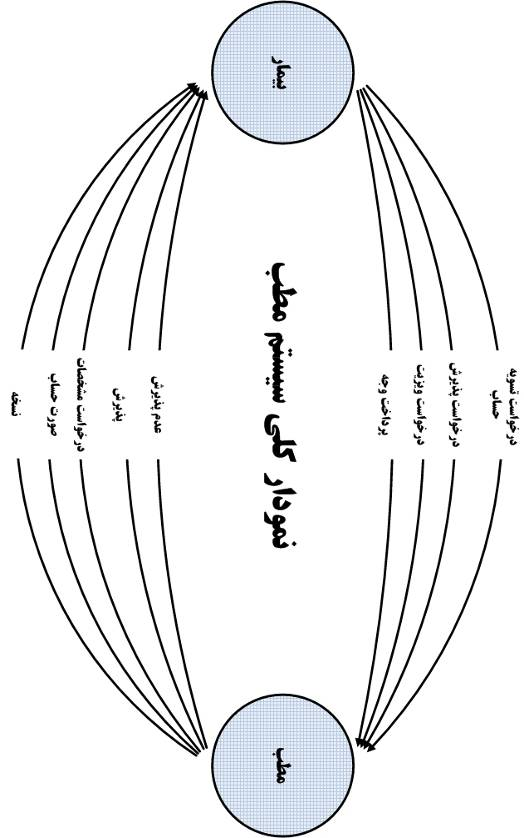 نمودار کلی سیستم مطب
بیمار
مطب
درخواست تسویه
حساب
درخواست پذیرش
درخواست ویزیت
پرداخت وجه
عدم پذیرش
پذیرش
درخواست مشخصات
صورت حساب
نسخه